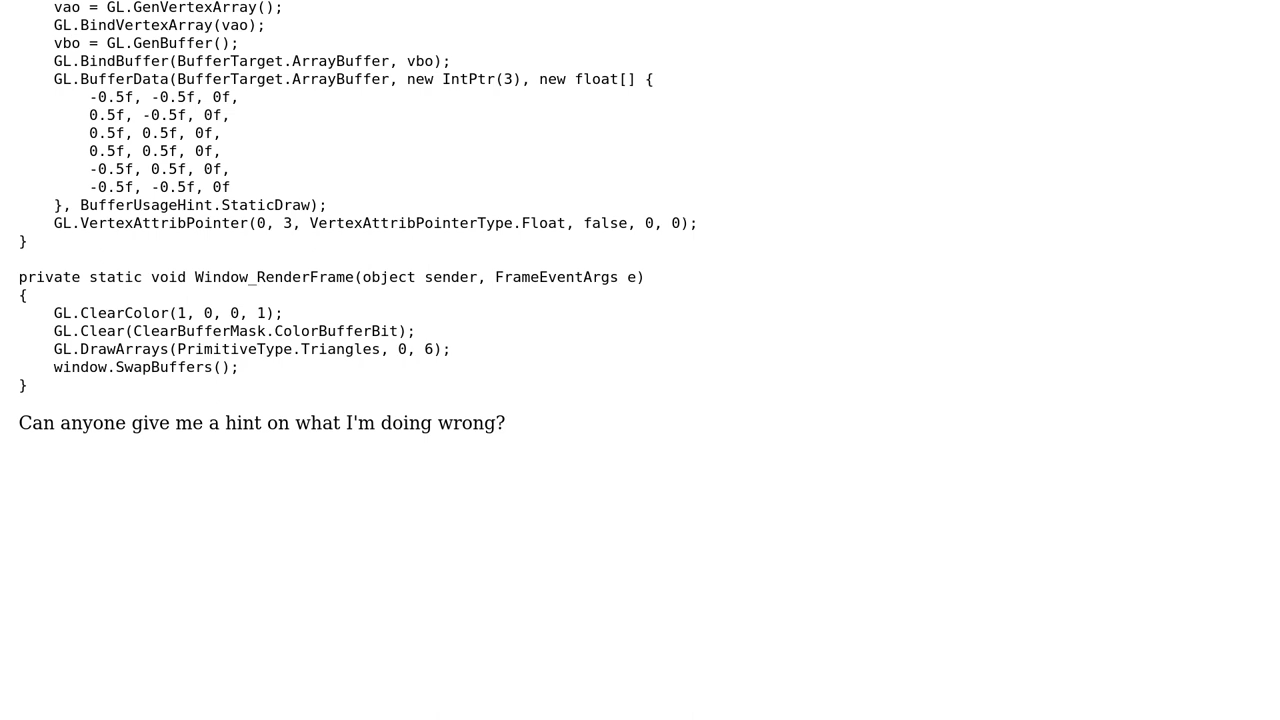 vao = GL.GenVertexArray();
GL.BindVertexArray(vao);
vbo = GL.GenBuffer();
GL.BindBuffer(BufferTarget.ArrayBuffer, vbo);
GL.BufferData(BufferTarget.ArrayBuffer, new IntPtr(3), new float[] {
-0.5f, -0.5f, 0f,
0.5f, -0.5f, 0f,
0.5f, 0.5f, 0f,
0.5f, 0.5f, 0f,
-0.5f, 0.5f, 0f,
-0.5f, -0.5f, 0f
}, BufferUsageHint.StaticDraw);
GL.VertexAttribPointer(0, 3, VertexAttribPointerType.Float, false, 0, 0);
}
private static void Window_RenderFrame(object sender, FrameEventArgs e)
{
GL.ClearColor(1, 0, 0, 1);
GL.Clear(ClearBufferMask.ColorBufferBit);
GL.DrawArrays(PrimitiveType.Triangles, 0, 6);
window.SwapBuffers();
}
Can anyone give me a hint on what I'm doing wrong?